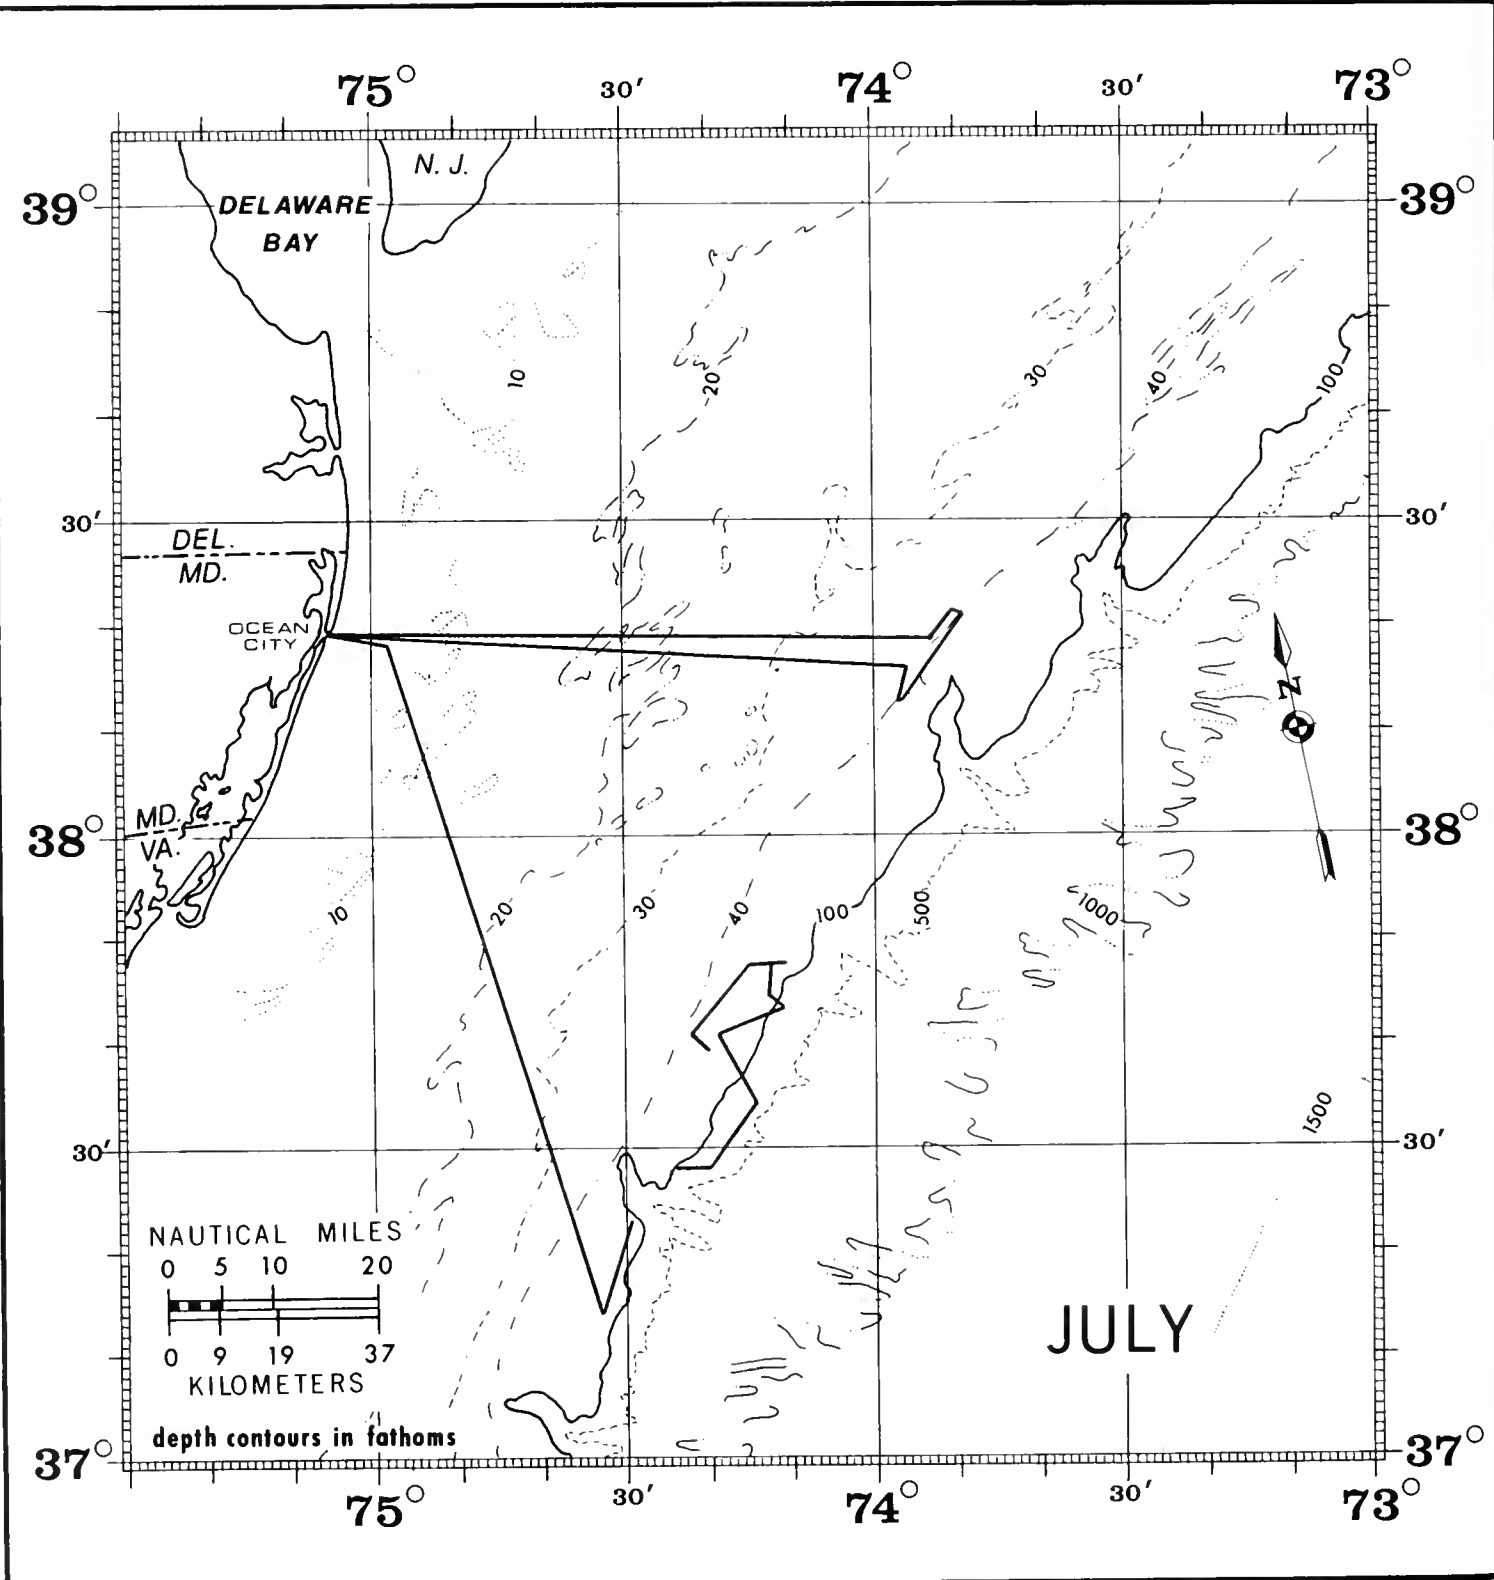 75° 30′ 74° 30′ 73°
N. J.
39° DELAWARE 39°
BAY
10 20 30 40 100
30′ 30′
DEL.
MD.
OCEAN
CITY
N
MD.
38° 38°
VA.
10 20 30 40 100 500 1000
1500
30′ 30′
NAUTICAL MILES
0 5 10 20
0 9 19 37
KILOMETERS
JULY
depth contours in fathoms
37° 37°
75° 30′ 74° 30′ 73°